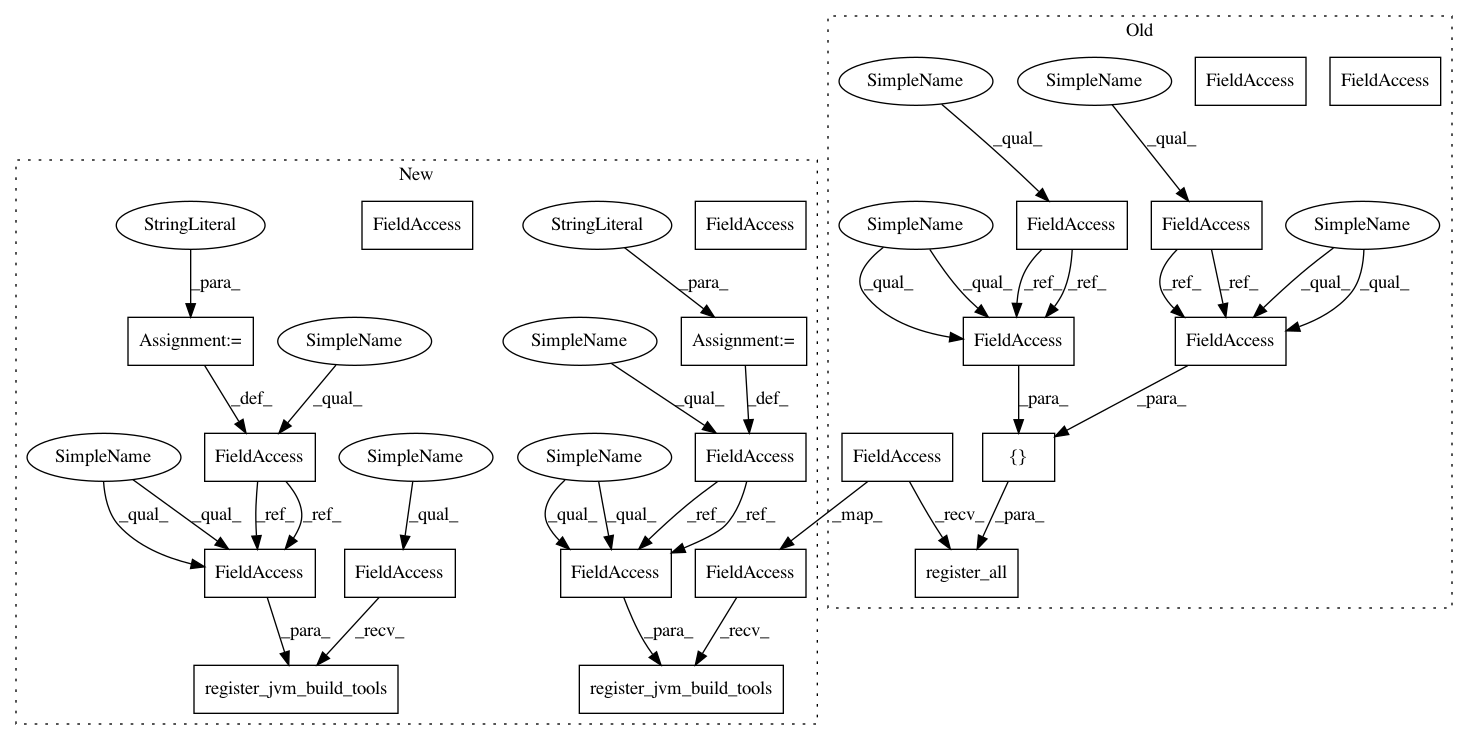 Old
SimpleName
SimpleName
FieldAccess
FieldAccess
_qual_
_qual_
New
StringLiteral
FieldAccess
StringLiteral
FieldAccess
SimpleName
FieldAccess
FieldAccess
SimpleName
_para_
_para_
_qual_
_qual_
_ref_
_ref_
_ref_
_ref_
_qual_
_qual_
Assignment:=
SimpleName
SimpleName
Assignment:=
FieldAccess
FieldAccess
_def_
_qual_
_qual_
_def_
_para_
_para_
SimpleName
FieldAccess
SimpleName
SimpleName
FieldAccess
FieldAccess
{}
_qual_
_qual_
_ref_
_ref_
_qual_
_qual_
_qual_
_ref_
_ref_
_map_
_recv_
_para_
FieldAccess
FieldAccess
FieldAccess
FieldAccess
register_all
_para_
_recv_
_para_
_recv_
register_jvm_build_tools
register_jvm_build_tools